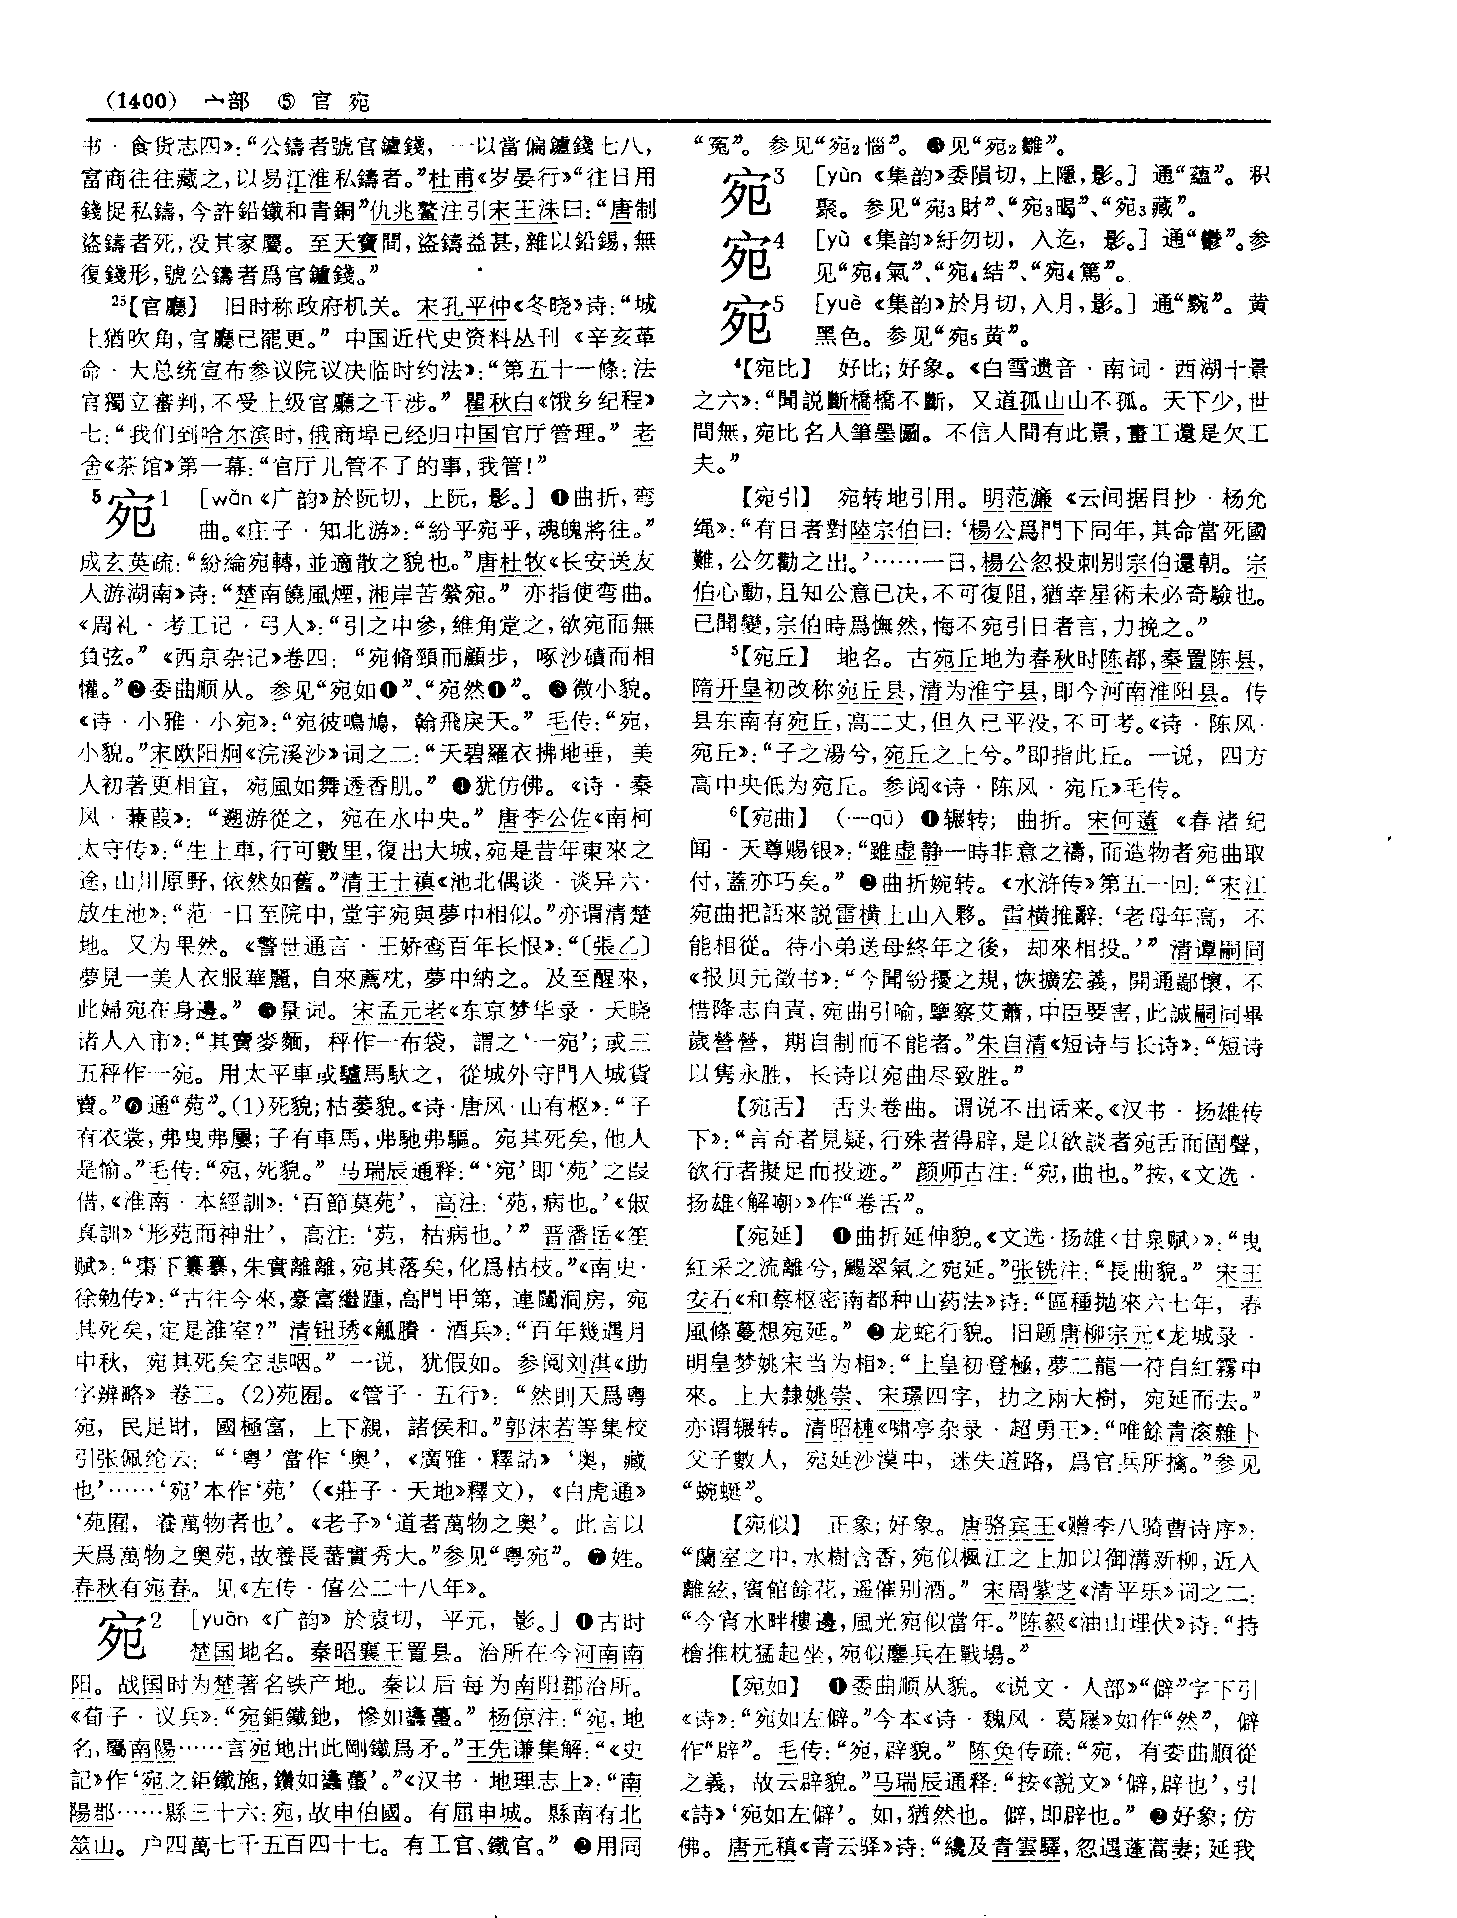 (1400) 宀部 ⑤ 官 宛
书·食货志四》：“公鑄者號官鑪錢，一以當偏鑪錢七八，
富商往往藏之，以易江淮私鑄者。”杜甫《岁晏行》“往日用
錢捉私鑄，今許鉛鐵和青銅”仇兆鳌注引宋王洙曰：“唐制
盜鑄者死，没其家屬。至天寶間，盜鑄益甚，雜以鉛錫，無
復錢形，號公鑄者爲官鑪錢。”
25【官廳】 旧时称政府机关。宋孔平仲《冬晓》诗：“城
上猶吹角，官廳已罷更。”中国近代史资料丛刊《辛亥革
命·大总统宣布参议院议决临时约法》：“第五十一條：法
官獨立審判，不受上级官廳之干涉。”瞿秋白《饿乡纪程》
七：“我们到哈尔滨时，俄商埠已经归中国官厅管理。”老
舍《茶馆》第一幕：“官厅儿管不了的事，我管！”
5宛1 [wǎn《广韵》於阮切，上阮，影。] ❶曲折，弯
曲。《庄子·知北游》：“紛乎宛乎，魂魄將往。”
成玄英疏：“紛綸宛轉，並適散之貌也。”唐杜牧《长安送友
人游湖南》诗：“楚南饒風煙，湘岸苦縈宛。”亦指使弯曲。
《周礼·考工记·弓人》：“引之中參，維角定之，欲宛而無
負弦。”《西京杂记》卷四：“宛脩頸而顧步，啄沙磧而相
懽。”❷委曲顺从。参见“宛如❶”、“宛然❶”。❸微小貌。
《诗·小雅·小宛》：“宛彼鳴鳩，翰飛戾天。”毛传：“宛，
小貌。”宋欧阳炯《浣溪沙》词之二：“天碧羅衣拂地垂，美
人初著更相宜，宛風如舞透香肌。”❹犹仿佛。《诗·秦
风·蒹葭》：“遡游從之，宛在水中央。”唐李公佐《南柯
太守传》：“生上車，行可數里，復出大城，宛是昔年東來之
途，山川原野，依然如舊。”清王士禛《池北偶谈·谈异六·
放生池》：“范一日至院中，堂宇宛與夢中相似。”亦谓清楚
地。又为果然。《警世通言·王娇鸾百年长恨》：“〔張乙〕
夢見一美人衣服華麗，自來薦枕，夢中納之。及至醒來，
此婦宛在身邊。”❺量词。宋孟元老《东京梦华录·天晓
诸人入市》：“其賣麥麵，秤作一布袋，謂之‘一宛’；或三
五秤作一宛。用太平車或驢馬馱之，從城外守門入城貨
賣。”❻通“苑”。(1)死貌；枯萎貌。《诗·唐风·山有枢》：“子
有衣裳，弗曳弗屢；子有車馬，弗馳弗驅。宛其死矣，他人
是愉。”毛传：“宛，死貌。”马瑞辰通释：“‘宛’即‘苑’之叚
借，《淮南·本經訓》：‘百節莫苑’，高注：‘苑，病也。’《俶
真訓》‘形苑而神壯’，高注：‘苑，枯病也。’”晋潘岳《笙
赋》：“棗下纂纂，朱實離離，宛其落矣，化爲枯枝。”《南史·
徐勉传》：“古往今來，豪富繼踵，高門甲第，連闥洞房，宛
其死矣，定是誰室？”清钮琇《觚賸·酒兵》：“百年幾遇月
中秋，宛其死矣空悲咽。”一说，犹假如。参阅刘淇《助
字辨略》卷三。(2)苑囿。《管子·五行》：“然則天爲粤
宛，民足財，國極富，上下親，諸侯和。”郭沫若等集校
引张佩纶云：“‘粤’當作‘奥’，《廣雅·釋詁》‘奥，藏
也’……‘宛’本作‘苑’（《莊子·天地》釋文），《白虎通》
‘苑囿，養萬物者也’。《老子》‘道者萬物之奥’。此言以
天爲萬物之奥苑，故養長蕃實秀大。”参见“粤宛”。❼姓。
春秋有宛春。见《左传·僖公二十八年》。
宛2 [yuān《广韵》於袁切，平元，影。] ❶古时
楚国地名。秦昭襄王置县。治所在今河南南
阳。战国时为楚著名铁产地。秦以后每为南阳郡治所。
《荀子·议兵》：“宛鉅鐵釶，慘如蠭蠆。”杨倞注：“宛，地
名，屬南陽……言宛地出此剛鐵爲矛。”王先谦集解：“《史
記》作‘宛之鉅鐵施，鑽如蠭蠆’。”《汉书·地理志上》：“南
陽郡……縣三十六：宛，故申伯國。有屈申城。縣南有北
筮山。户四萬七千五百四十七。有工官、鐵官。”❷用同
“冤”。参见“宛2惱”。❸见“宛2雛”。
宛3 [yùn《集韵》委隕切，上隱，影。] 通“蕴”。积
聚。参见“宛3財”、“宛3暍”、“宛3藏”。
宛4 [yù《集韵》紆勿切，入迄，影。] 通“鬱”。参
见“宛4氣”、“宛4結”、“宛4篤”。
宛5 [yuè《集韵》於月切，入月，影。] 通“黦”。黄
黑色。参见“宛5黄”。
4【宛比】 好比；好象。《白雪遗音·南词·西湖十景
之六》：“聞説斷橋橋不斷，又道孤山山不孤。天下少，世
間無，宛比名人筆墨圖。不信人間有此景，畫工還是欠工
夫。”
【宛引】 宛转地引用。明范濂《云间据目抄·杨允
绳》：“有日者對陸宗伯曰：‘楊公爲門下同年，其命當死國
難，公勿勸之出。’……一日，楊公忽投刺别宗伯還朝。宗
伯心動，且知公意已决，不可復阻，猶幸星術未必奇驗也。
已聞變，宗伯時爲憮然，悔不宛引日者言，力挽之。”
5【宛丘】 地名。古宛丘地为春秋时陈都，秦置陈县，
隋开皇初改称宛丘县，清为淮宁县，即今河南淮阳县。传
县东南有宛丘，高二丈，但久已平没，不可考。《诗·陈风·
宛丘》：“子之湯兮，宛丘之上兮。”即指此丘。一说，四方
高中央低为宛丘。参阅《诗·陈风·宛丘》毛传。
6【宛曲】 (—qū) ❶辗转；曲折。宋何薳《春渚纪
闻·天尊赐银》：“雖虚静一時非意之禱，而造物者宛曲取
付，蓋亦巧矣。”❷曲折婉转。《水浒传》第五一回：“宋江
宛曲把話來説雷横上山入夥。雷横推辭：‘老母年高，不
能相從。待小弟送母終年之後，却來相投。’”清谭嗣同
《报贝元徵书》：“今聞紛擾之規，恢擴宏義，開通鄙懷，不
惜降志自責，宛曲引喻，孽察艾蕭，中臣要害，此誠嗣同畢
歲營營，期自制而不能者。”朱自清《短诗与长诗》：“短诗
以隽永胜，长诗以宛曲尽致胜。”
【宛舌】 舌头卷曲。谓说不出话来。《汉书·扬雄传
下》：“言奇者見疑，行殊者得辟，是以欲談者宛舌而固聲，
欲行者擬足而投迹。”颜师古注：“宛，曲也。”按，《文选·
扬雄〈解嘲〉》作“卷舌”。
【宛延】 ❶曲折延伸貌。《文选·扬雄〈甘泉赋〉》：“曳
紅采之流離兮，颺翠氣之宛延。”张铣注：“長曲貌。”宋王
安石《和蔡枢密南都种山药法》诗：“區種抛來六七年，春
風條蔓想宛延。”❷龙蛇行貌。旧题唐柳宗元《龙城录·
明皇梦姚宋当为相》：“上皇初登極，夢二龍一符自紅霧中
來。上大隸姚崇、宋璟四字，扐之兩大樹，宛延而去。”
亦谓辗转。清昭槤《啸亭杂录·超勇王》：“唯餘青滚雜卜
父子數人，宛延沙漠中，迷失道路，爲官兵所擒。”参见
“蜿蜒”。
【宛似】 正象；好象。唐骆宾王《赠李八骑曹诗序》：
“蘭室之中，水樹含香，宛似楓江之上加以御溝新柳，近入
離絃，賓館餘花，遥催别酒。”宋周紫芝《清平乐》词之二：
“今宵水畔樓邊，風光宛似當年。”陈毅《油山埋伏》诗：“持
槍推枕猛起坐，宛似鏖兵在戰場。”
【宛如】 ❶委曲顺从貌。《说文·人部》“僻”字下引
《诗》：“宛如左僻。”今本《诗·魏风·葛屦》如作“然”，僻
作“辟”。毛传：“宛，辟貌。”陈奂传疏：“宛，有委曲順從
之義，故云辟貌。”马瑞辰通释：“按《説文》‘僻，辟也’，引
《詩》‘宛如左僻’。如，猶然也。僻，即辟也。”❷好象；仿
佛。唐元稹《青云驿》诗：“纔及青雲驛，忽遇蓬蒿妻；延我